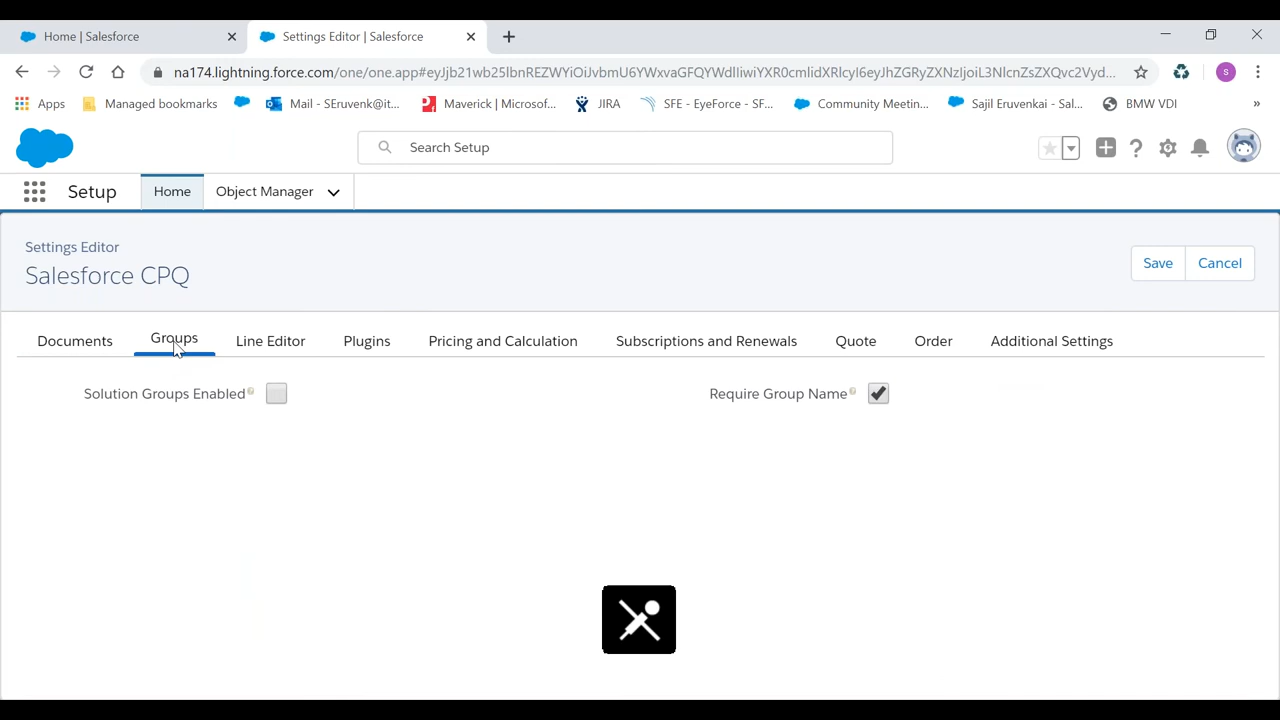 Home | Salesforce
Settings Editor | Salesforce
na174.lightning.force.com/one/one.app#eyJjb21wb25lbnREZWYiOiJvbmU6YWxvaGFQYWdlIiwiYXR0cmlidXRlcyI6eyJhZGRyZXNzIjoiL3NlcnZsZXQvc2Vyd...
S
Apps
Managed bookmarks
Mail - SEruvenk@it...
Maverick | Microsof...
JIRA
SFE - EyeForce - SF...
Community Meetin...
Sajil Eruvenkai - Sal...
BMW VDI
»
Search Setup
Setup
Home
Object Manager
Settings Editor
Salesforce CPQ
Save
Cancel
Documents
Groups
Line Editor
Plugins
Pricing and Calculation
Subscriptions and Renewals
Quote
Order
Additional Settings
Solution Groups Enabled
Require Group Name